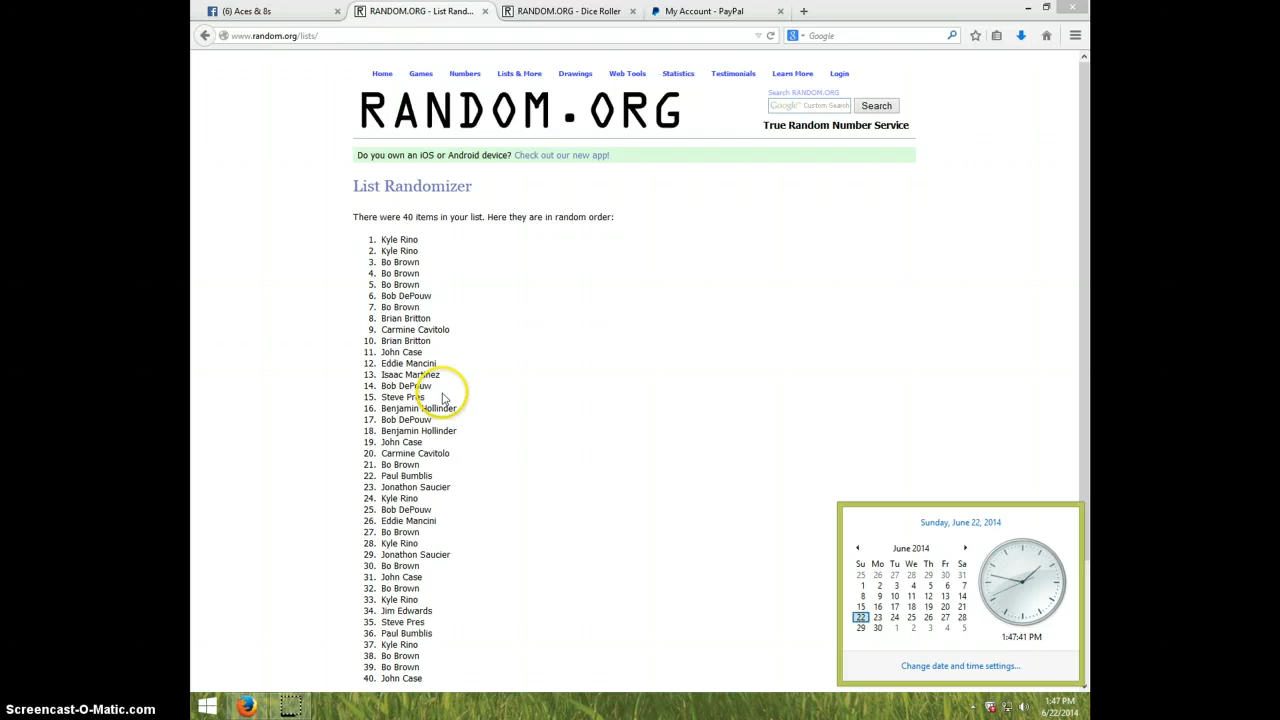 (6) Aces & 8s
RANDOM.ORG - List Rand...
RANDOM.ORG - Dice Roller
My Account - PayPal
www.random.org/lists/
Google
Home Games Numbers Lists & More Drawings Web Tools Statistics Testimonials Learn More Login
RANDOM.ORG
Search RANDOM.ORG
Google™ Custom Search
Search
True Random Number Service
Do you own an iOS or Android device? Check out our new app!
List Randomizer
There were 40 items in your list. Here they are in random order:
1. Kyle Rino
2. Kyle Rino
3. Bo Brown
4. Bo Brown
5. Bo Brown
6. Bob DePouw
7. Bo Brown
8. Brian Britton
9. Carmine Cavitolo
10. Brian Britton
11. John Case
12. Eddie Mancini
13. Isaac Martinez
14. Bob DePouw
15. Steve Pres
16. Benjamin Hollinder
17. Bob DePouw
18. Benjamin Hollinder
19. John Case
20. Carmine Cavitolo
21. Bo Brown
22. Paul Bumblis
23. Jonathon Saucier
24. Kyle Rino
25. Bob DePouw
26. Eddie Mancini
27. Bo Brown
28. Kyle Rino
29. Jonathon Saucier
30. Bo Brown
31. John Case
32. Bo Brown
33. Kyle Rino
34. Jim Edwards
35. Steve Pres
36. Paul Bumblis
37. Kyle Rino
38. Bo Brown
39. Bo Brown
40. John Case
Sunday, June 22, 2014
June 2014
Su Mo Tu We Th Fr Sa
25 26 27 28 29 30 31
1 2 3 4 5 6 7
8 9 10 11 12 13 14
15 16 17 18 19 20 21
22 23 24 25 26 27 28
29 30 1 2 3 4 5
1:47:41 PM
Change date and time settings...
1:47 PM
6/22/2014
Screencast-O-Matic.com